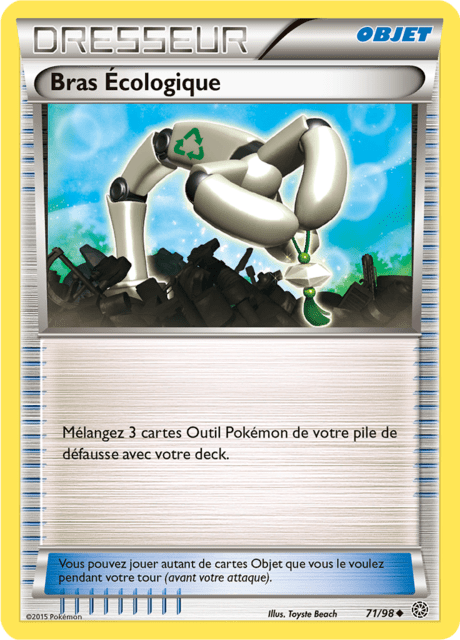 DRESSEUR
OBJET
Bras Écologique
Mélangez 3 cartes Outil Pokémon de votre pile de
défausse avec votre deck.
Vous pouvez jouer autant de cartes Objet que vous le voulez
pendant votre tour (avant votre attaque).
©2015 Pokémon
Illus. Toyste Beach
71/98